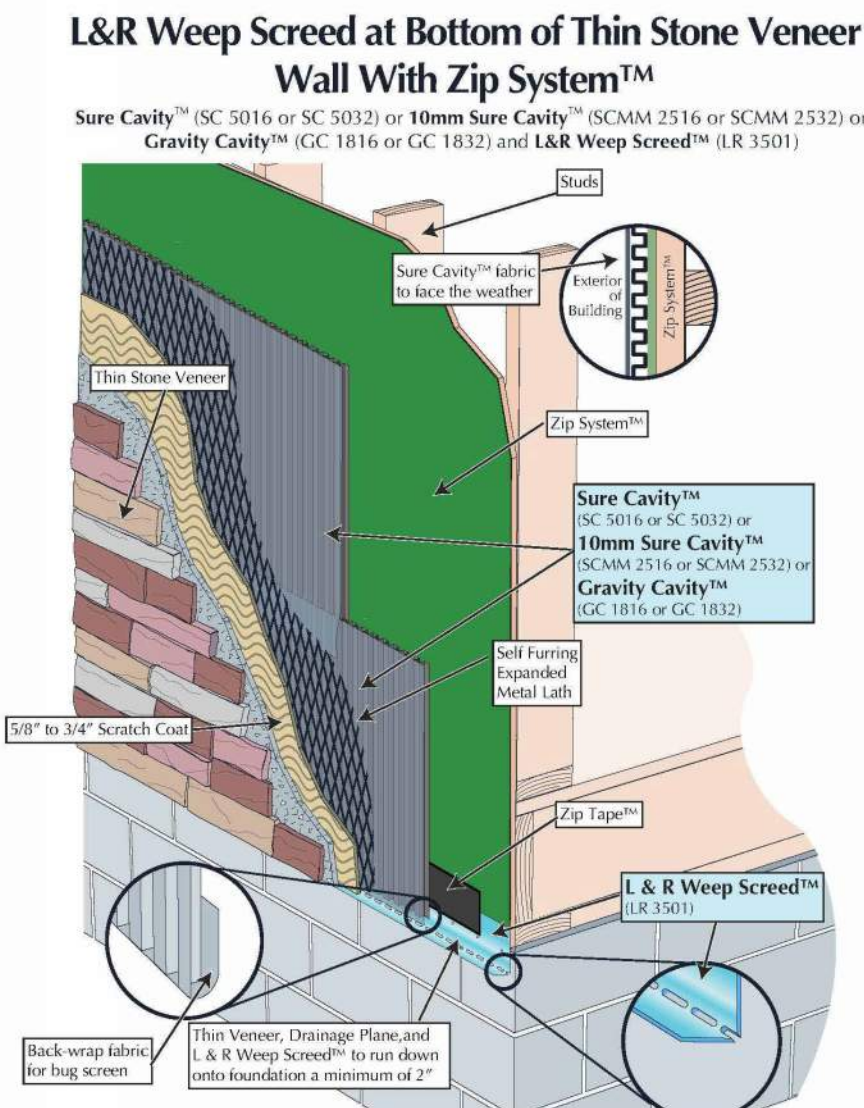 L&R Weep Screed at Bottom of Thin Stone Veneer
Wall With Zip System™
Sure Cavity™ (SC 5016 or SC 5032) or 10mm Sure Cavity™ (SCMM 2516 or SCMM 2532) or
Gravity Cavity™ (GC 1816 or GC 1832) and L&R Weep Screed™ (LR 3501)
Studs
Sure Cavity™ fabric
to face the weather
Exterior
of
Building
Zip System™
Thin Stone Veneer
Zip System™
Sure Cavity™
(SC 5016 or SC 5032) or
10mm Sure Cavity™
(SCMM 2516 or SCMM 2532) or
Gravity Cavity™
(GC 1816 or GC 1832)
Self Furring
Expanded
Metal Lath
5/8" to 3/4" Scratch Coat
Zip Tape™
L & R Weep Screed™
(LR 3501)
Back-wrap fabric
for bug screen
Thin Veneer, Drainage Plane,and
L & R Weep Screed™ to run down
onto foundation a minimum of 2"